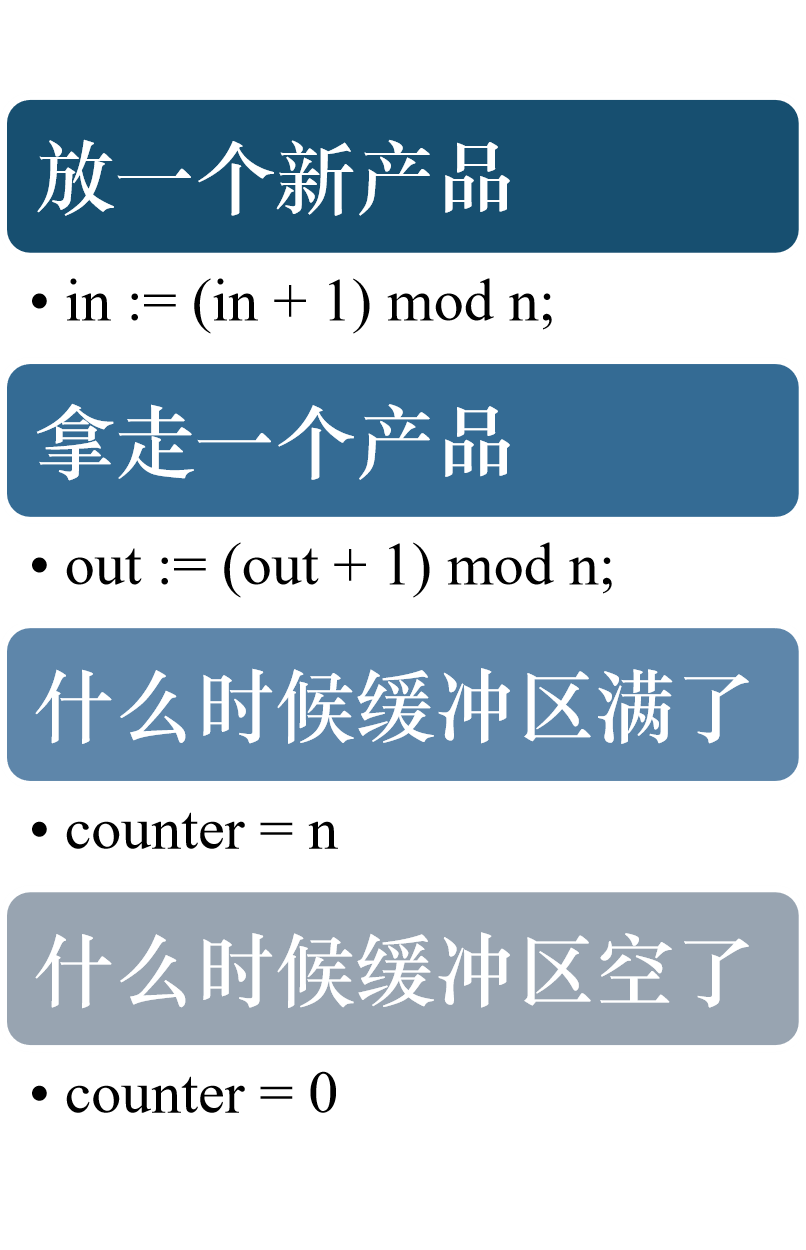 放一个新产品
• in := (in + 1) mod n;
拿走一个产品
• out := (out + 1) mod n;
什么时候缓冲区满了
• counter = n
什么时候缓冲区空了
• counter = 0